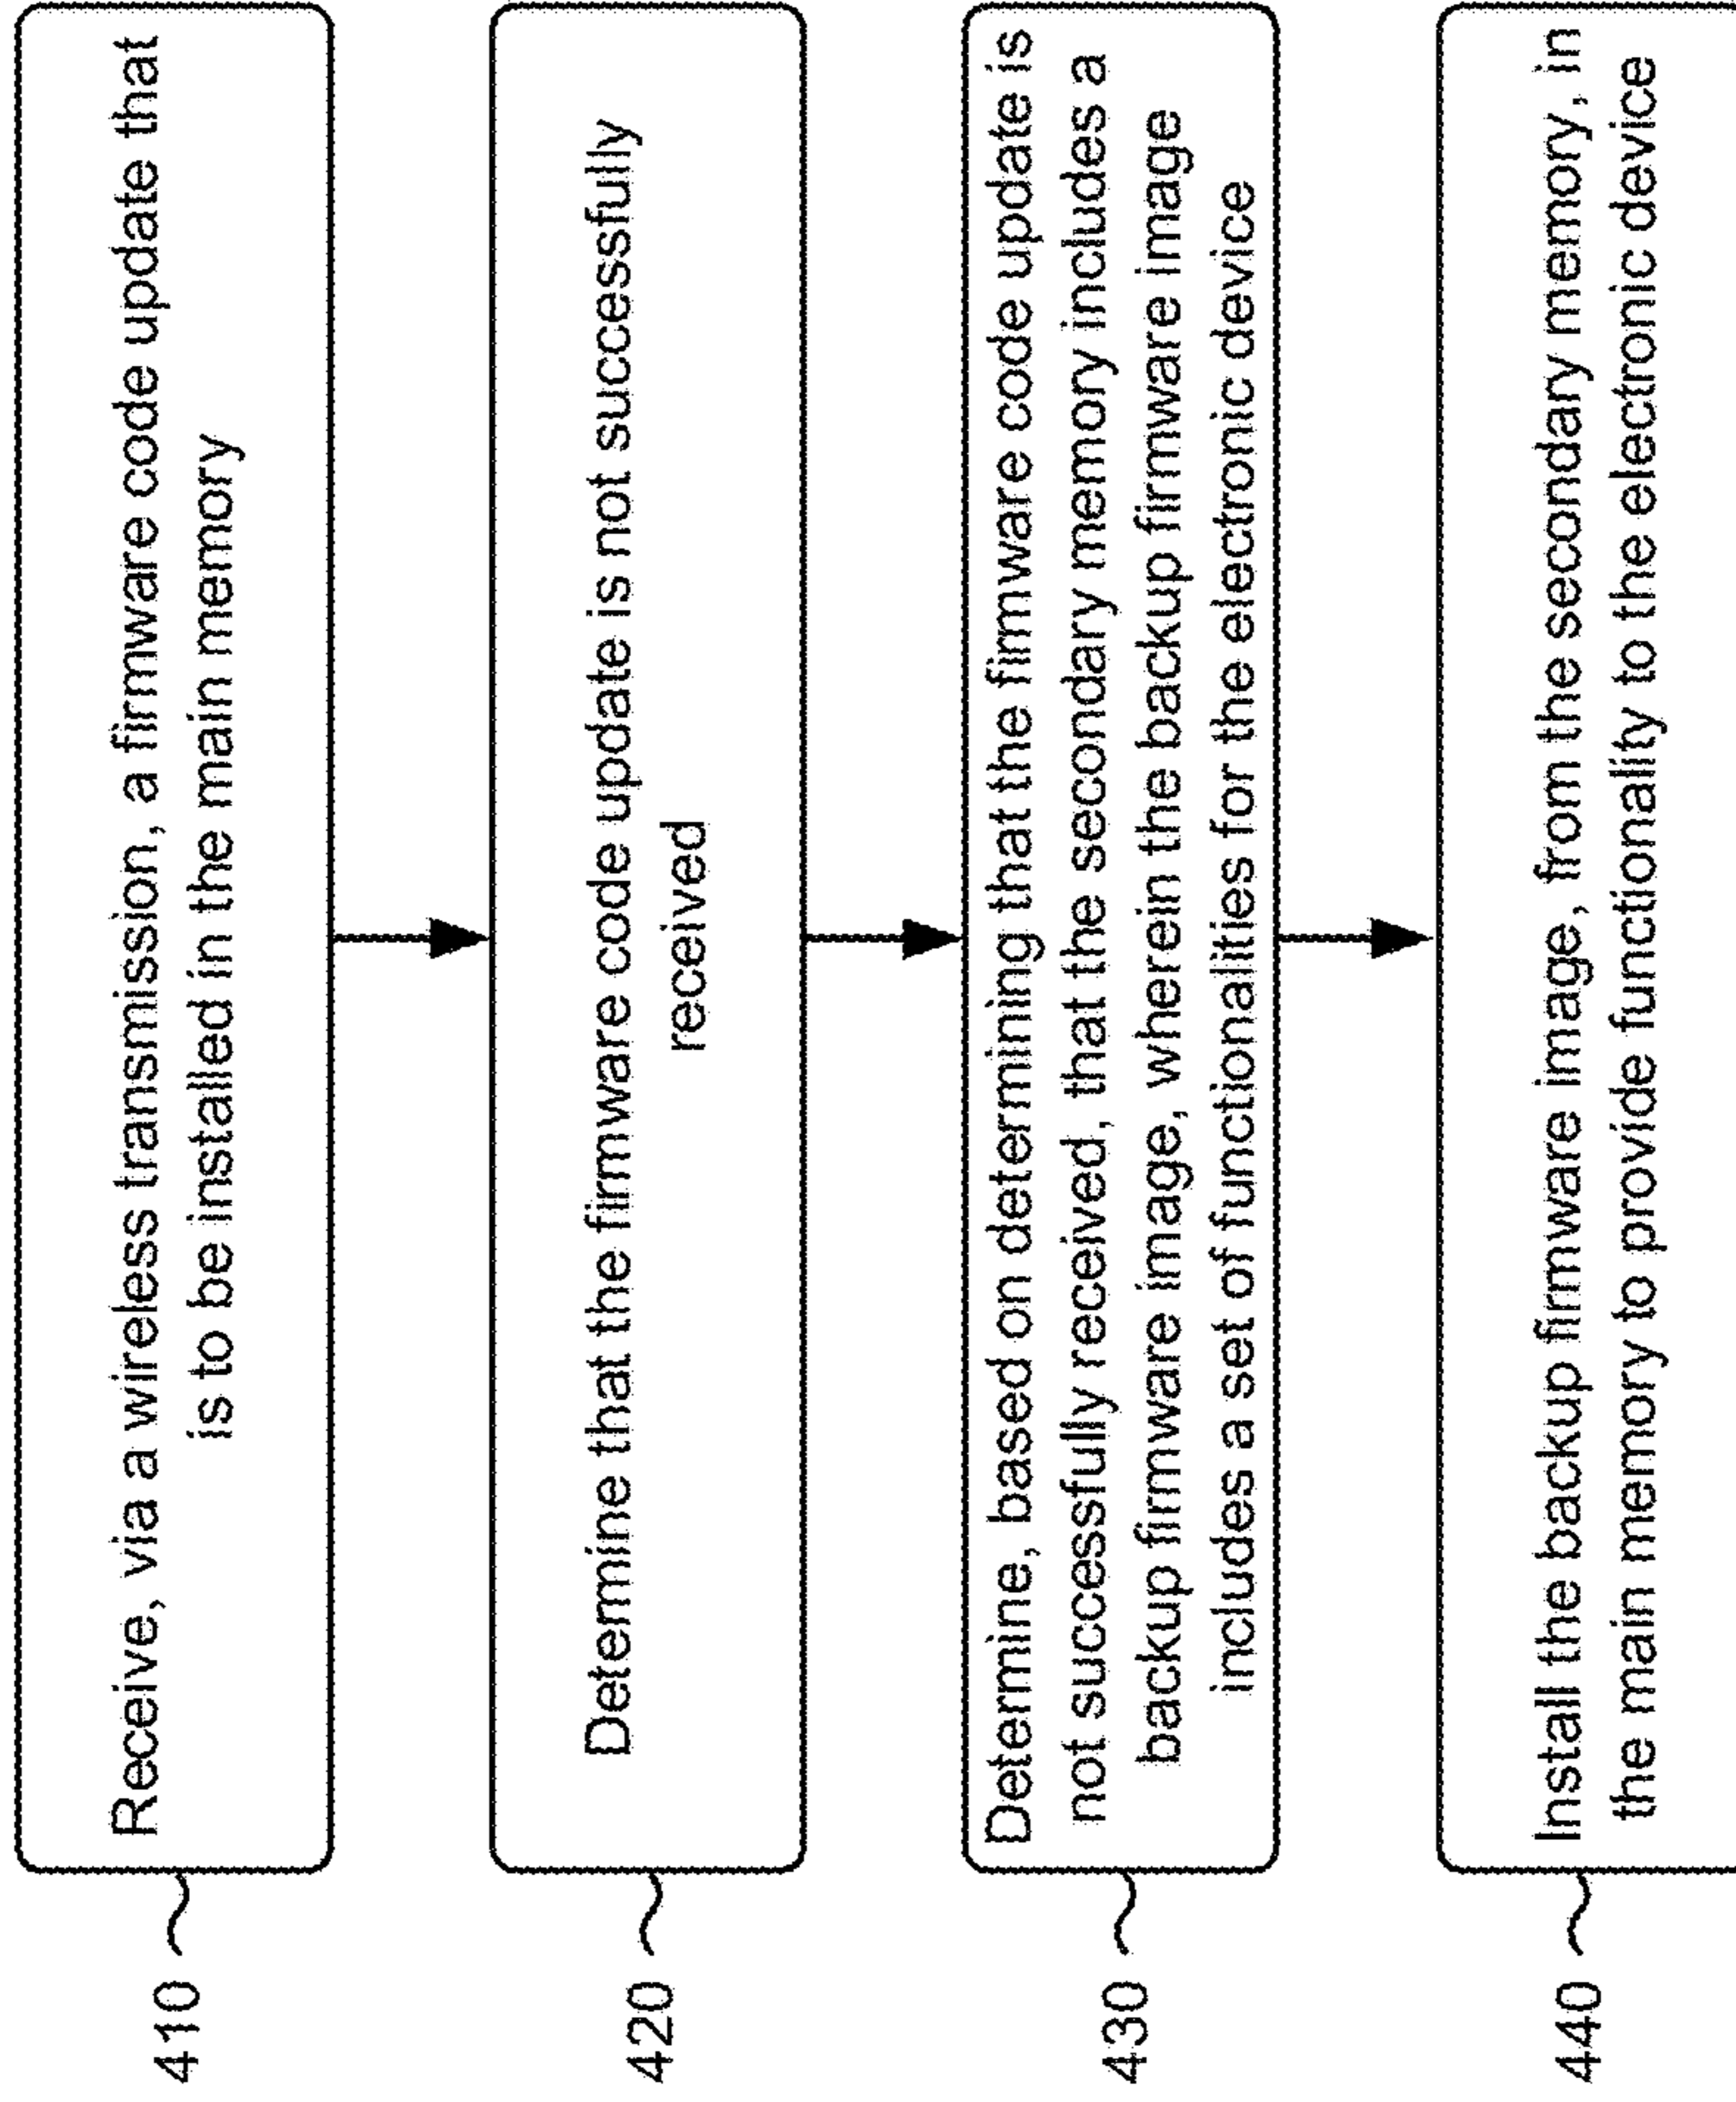 410
Receive, via a wireless transmission, a firmware code update that
is to be installed in the main memory
420
Determine that the firmware code update is not successfully
received
430
Determine, based on determining that the firmware code update is
not successfully received, that the secondary memory includes a
backup firmware image, wherein the backup firmware image
includes a set of functionalities for the electronic device
440
Install the backup firmware image, from the secondary memory, in
the main memory to provide functionality to the electronic device